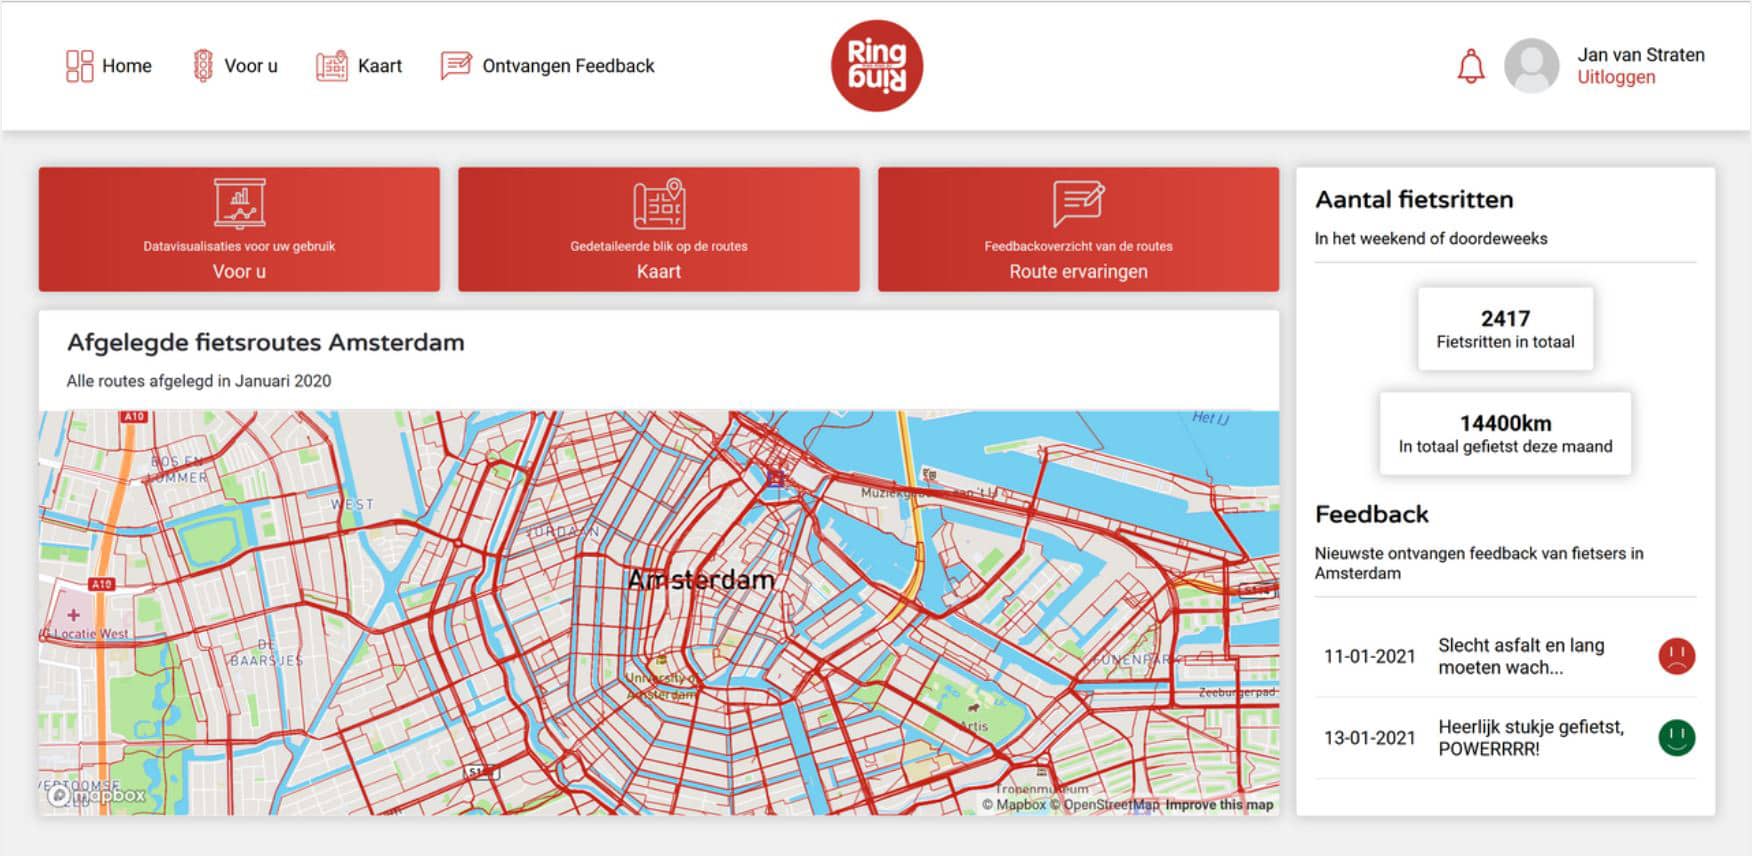 Home
Voor u
Kaart
Ontvangen Feedback
Ring
Ring
Jan van Straten
Uitloggen
Datavisualisaties voor uw gebruik
Voor u
Gedetaileerde blik op de routes
Kaart
Feedbackoverzicht van de routes
Route ervaringen
Afgelegde fietsroutes Amsterdam
Alle routes afgelegd in Januari 2020
A10
BOS EN
LOMMER
WEST
JORDAAN
Het IJ
Muziekgebouw aan 't IJ
Amsterdam
A10
Locatie West
DE
BAARSJES
University of
Amsterdam
FUNENPARK
Zeeburgerpad
Artis
S114
Tropenmuseum
mapbox
© Mapbox © OpenStreetMap Improve this map
Aantal fietsritten
In het weekend of doordeweeks
2417
Fietsritten in totaal
14400km
In totaal gefietst deze maand
Feedback
Nieuwste ontvangen feedback van fietsers in
Amsterdam
11-01-2021
Slecht asfalt en lang
moeten wach...
13-01-2021
Heerlijk stukje gefietst,
POWERRRR!